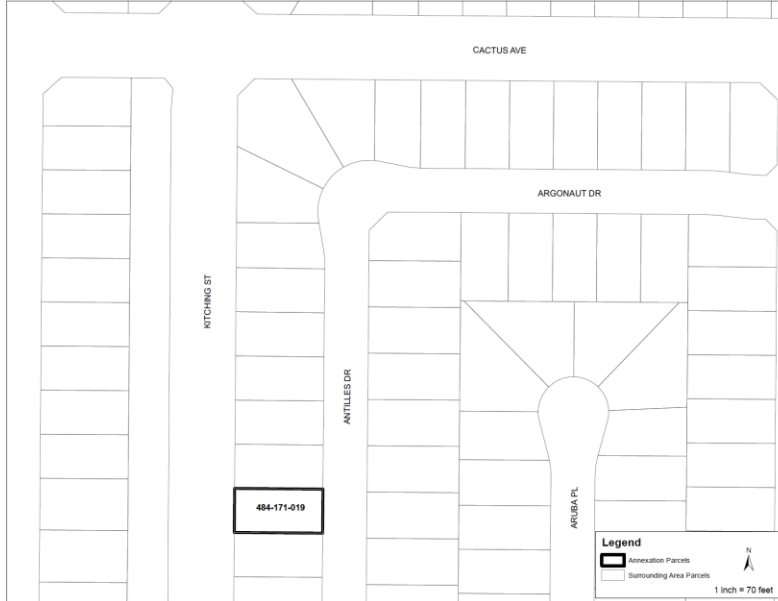 CACTUS AVE
ARGONAUT DR
KITCHING ST
ANTILLES DR
484-171-019
ARUBA PL
Legend
Annexation Parcels
Surrounding Area Parcels
N
1 inch = 70 feet